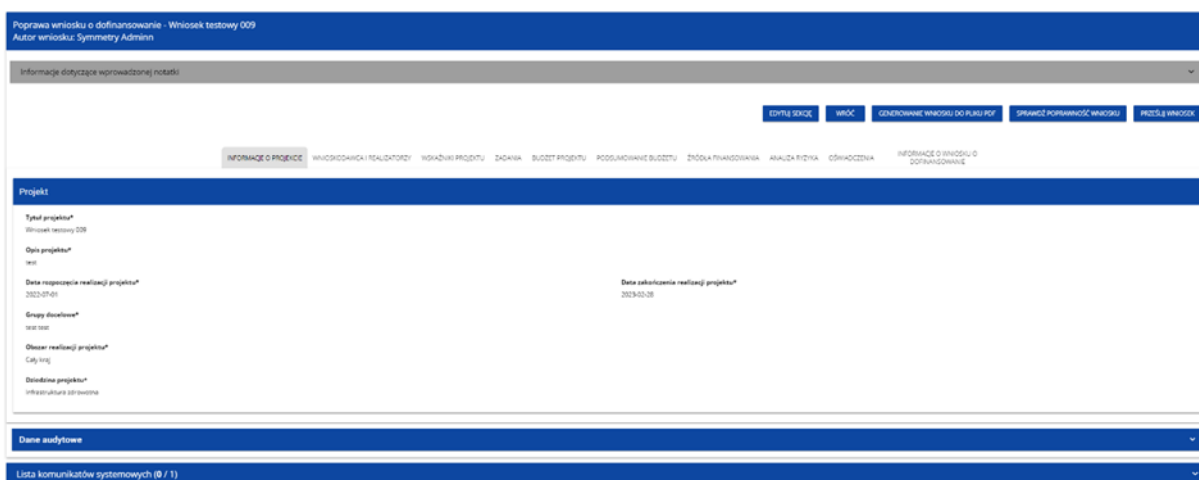 Poprawa wniosku o dofinansowanie - Wniosek testowy 009
Autor wniosku: Symmetry Adminn
Informacje dotyczące wprowadzonej notatki
EDYTUJ SEKCJĘ WRÓĆ GENEROWANIE WNIOSKU DO PLIKU PDF SPRAWDŹ POPRAWNOŚĆ WNIOSKU PRZEŚLIJ WNIOSEK
INFORMACJE O PROJEKCIE WNIOSKODAWCA I REALIZATORZY WSKAŹNIKI PROJEKTU ZADANIA BUDŻET PROJEKTU PODSUMOWANIE BUDŻETU ŹRÓDŁA FINANSOWANIA ANALIZA RYZYKA OŚWIADCZENIA INFORMACJE O WNIOSKU O
DOFINANSOWANIE
Projekt
Tytuł projektu*
Wniosek testowy 009
Opis projektu*
test
Data rozpoczęcia realizacji projektu* Data zakończenia realizacji projektu*
2022-07-01 2023-02-28
Grupy docelowe*
test test
Obszar realizacji projektu*
Cały kraj
Dziedzina projektu*
Infrastruktura zdrowotna
Dane audytowe
Lista komunikatów systemowych (0 / 1)